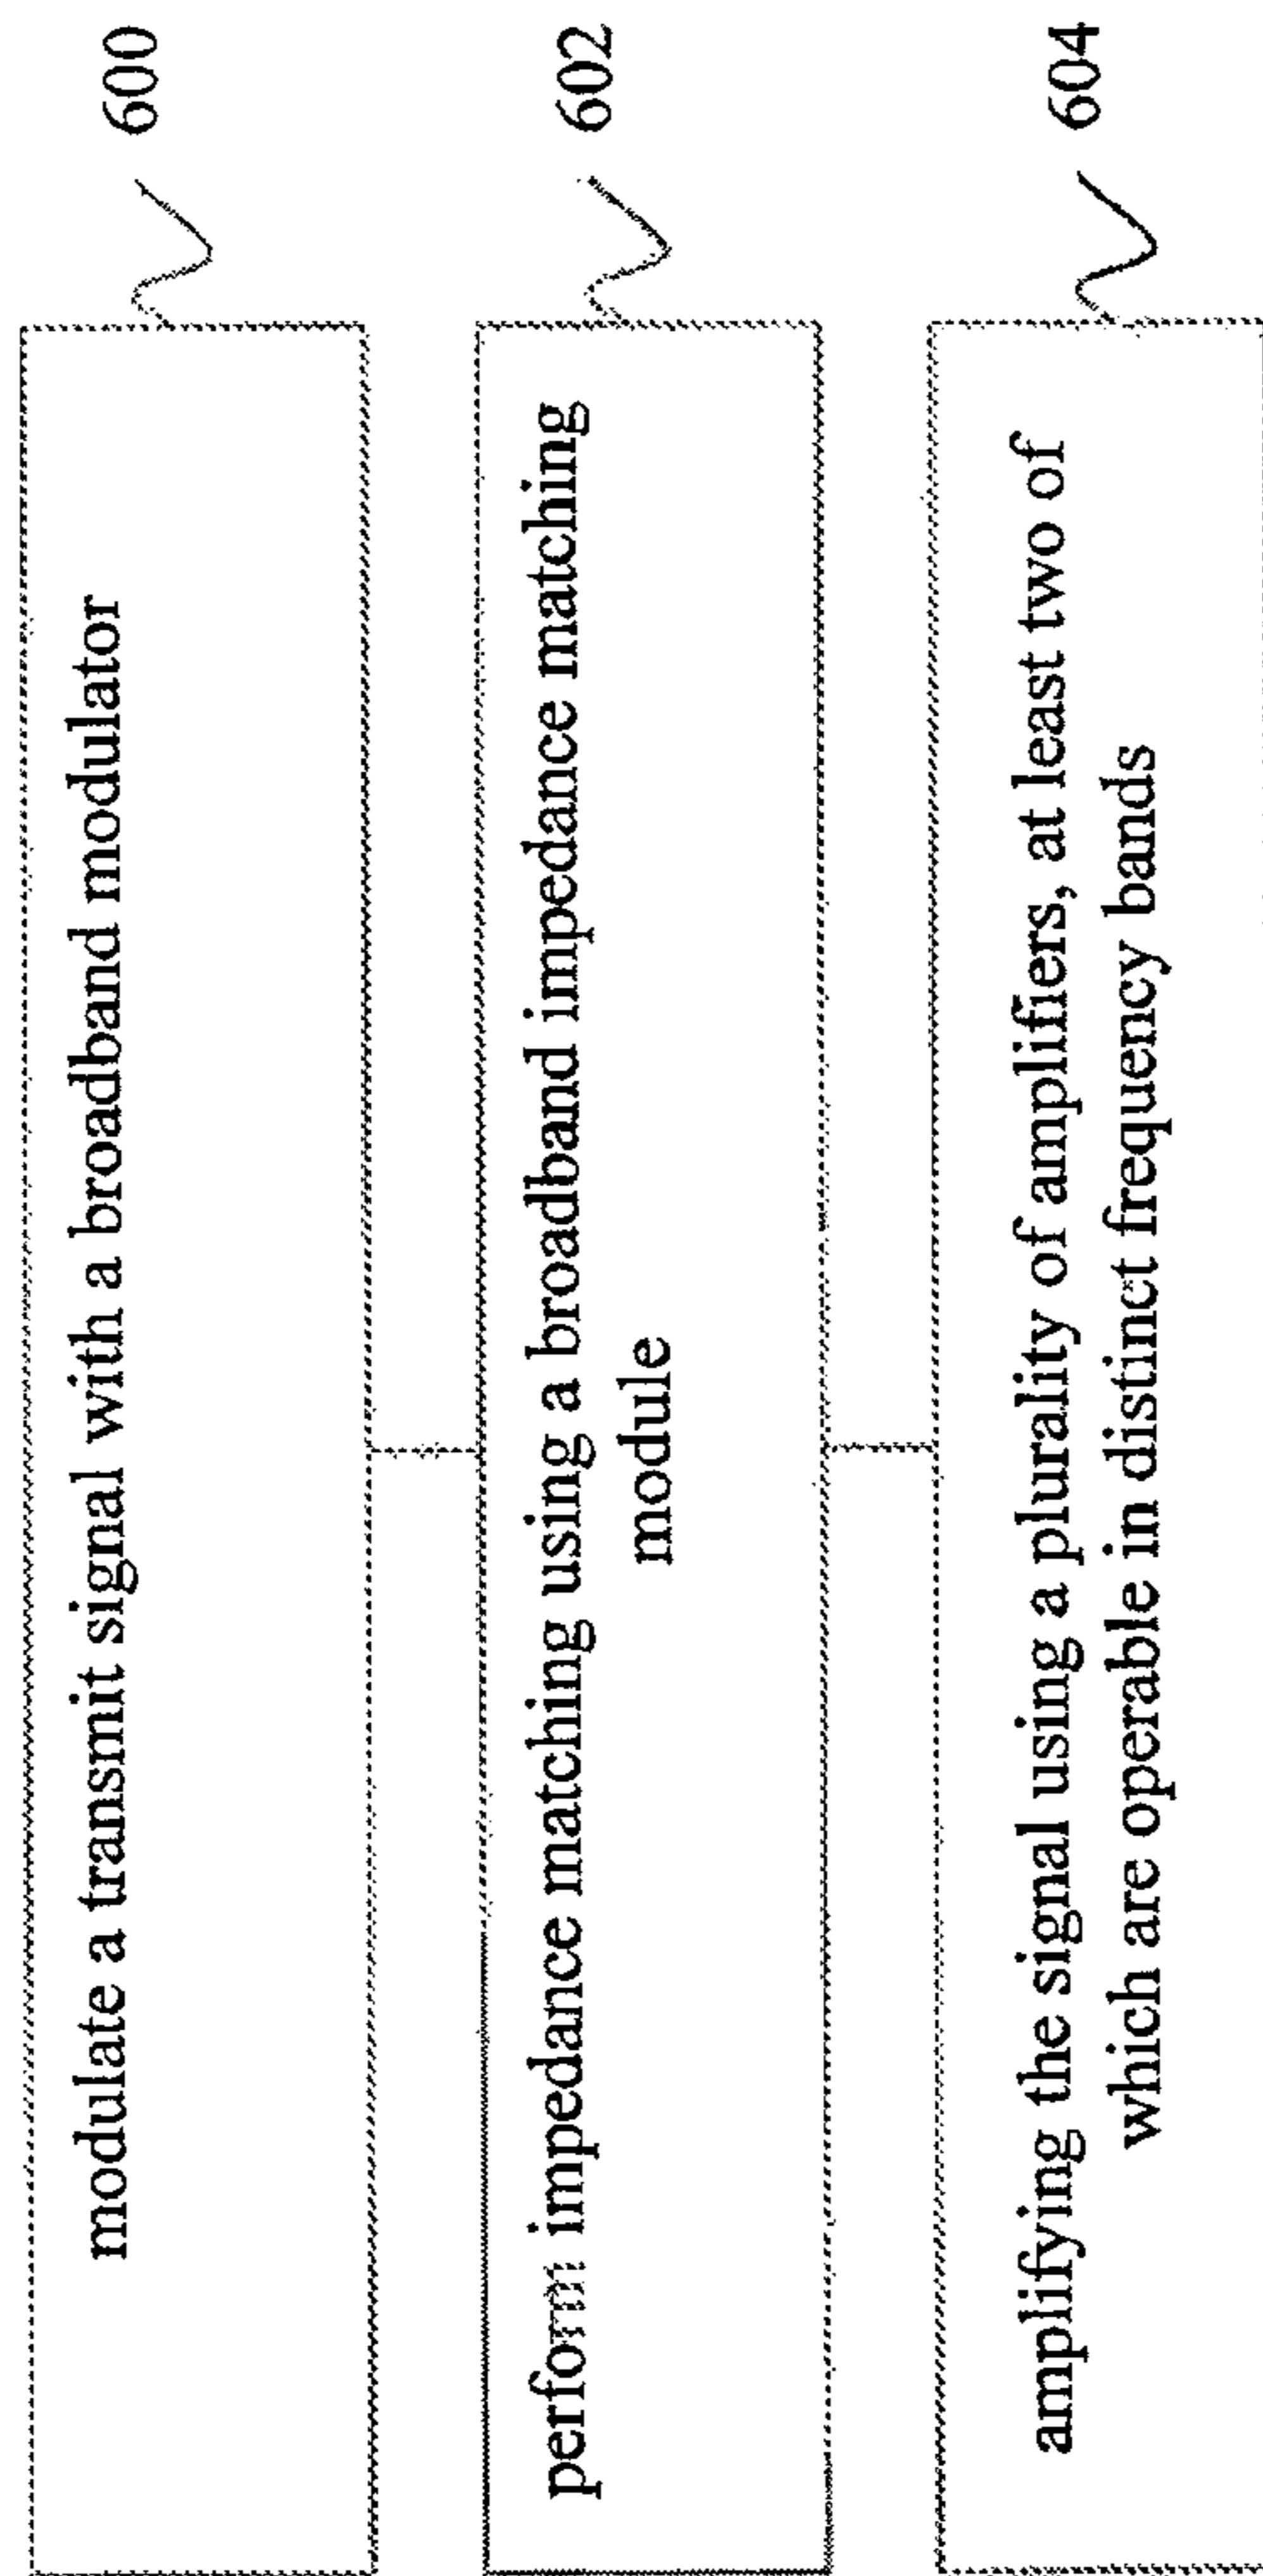 modulate a transmit signal with a broadband modulator
600
perform impedance matching using a broadband impedance matching
module
602
amplifying the signal using a plurality of amplifiers, at least two of
which are operable in distinct frequency bands
604